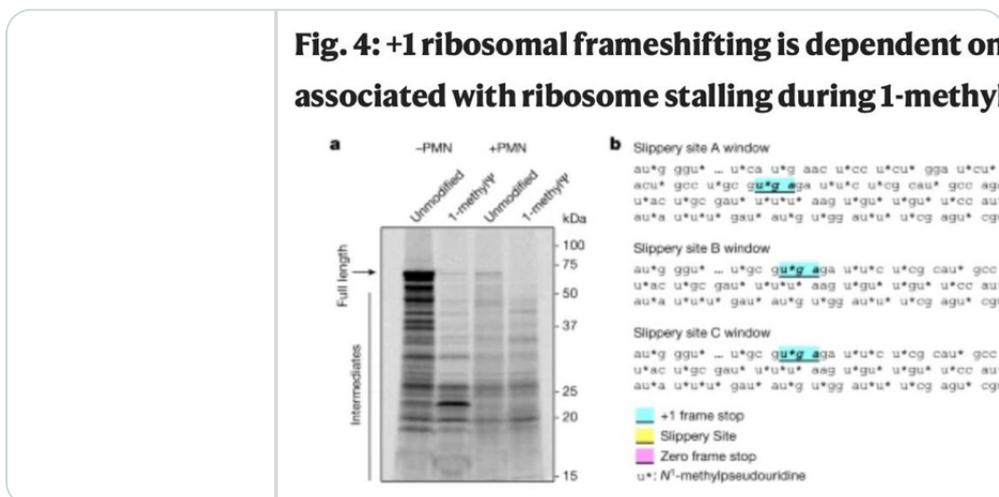 Fig. 4: +1 ribosomal frameshifting is dependent on
associated with ribosome stalling during 1-methyl
a
-PMN +PMN
Unmodified
1-methylΨ
Unmodified
1-methylΨ
kDa
100
75
50
37
25
20
15
Full length
Intermediates
b Slippery site A window
au*g ggu* ... u*ca u*g aac u*cc u*cu* gga u*cu*
acu* gcc u*gc gu*g aga u*u*c u*cg cau* gcc ag
u*ac u*gc gau* u*u*u* aag u*gu* u*gu* u*cc au
au*a u*u*u* gau* au*g u*gg au*u* u*cg agu* cg
Slippery site B window
au*g ggu* ... u*gc gu*g aga u*u*c u*cg cau* gcc
u*ac u*gc gau* u*u*u* aag u*gu* u*gu* u*cc au
au*a u*u*u* gau* au*g u*gg au*u* u*cg agu* cg
Slippery site C window
au*g ggu* ... u*gc gu*g aga u*u*c u*cg cau* gcc
u*ac u*gc gau* u*u*u* aag u*gu* u*gu* u*cc au
au*a u*u*u* gau* au*g u*gg au*u* u*cg agu* cg
+1 frame stop
Slippery Site
Zero frame stop
u*: N¹-methylpseudouridine